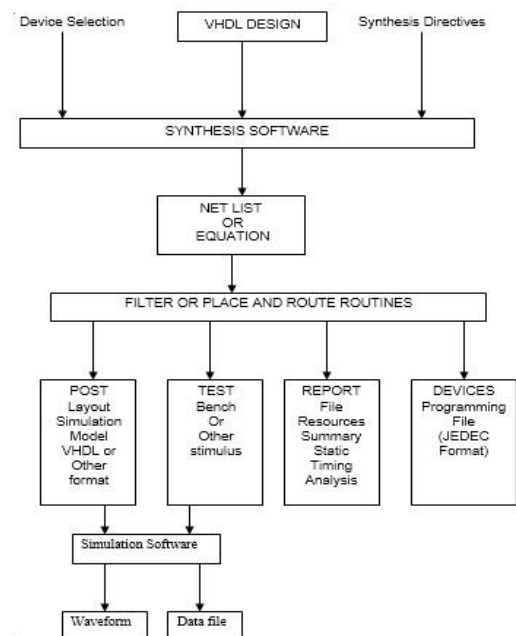 Device Selection
VHDL DESIGN
Synthesis Directives
SYNTHESIS SOFTWARE
NET LIST
OR
EQUATION
FILTER OR PLACE AND ROUTE ROUTINES
POST
Layout
Simulation
Model
VHDL or
Other
format
TEST
Bench
Or
Other
stimulus
REPORT
File
Resources
Summary
Static
Timing
Analysis
DEVICES
Programming
File
(JEDEC
Format)
Simulation Software
Waveform
Data file